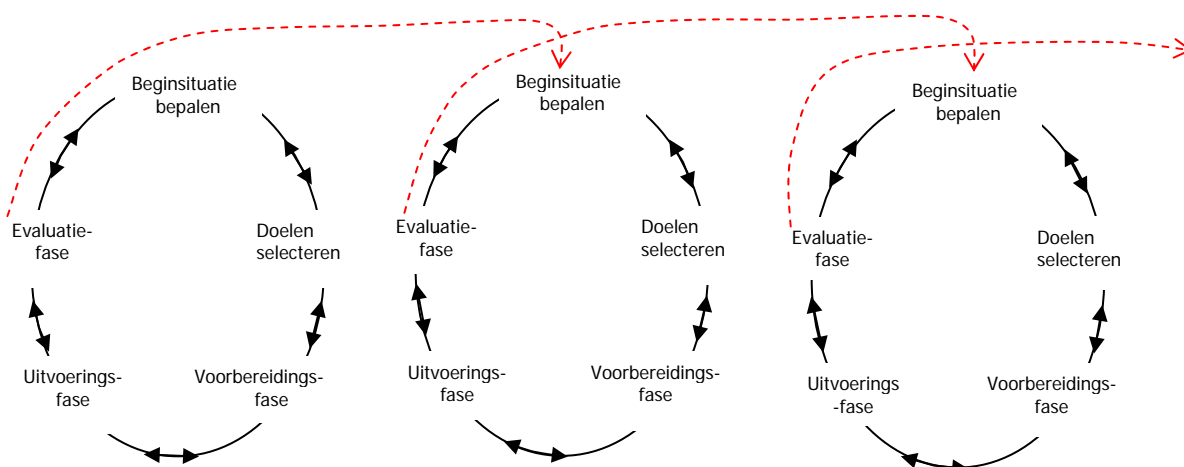 Beginsituatie
bepalen
Doelen
selecteren
Voorbereidings-
fase
Uitvoerings-
fase
Evaluatie-
fase
Beginsituatie
bepalen
Doelen
selecteren
Voorbereidings-
fase
Uitvoerings-
fase
Evaluatie-
fase
Beginsituatie
bepalen
Doelen
selecteren
Voorbereidings-
fase
Uitvoerings
-fase
Evaluatie-
fase